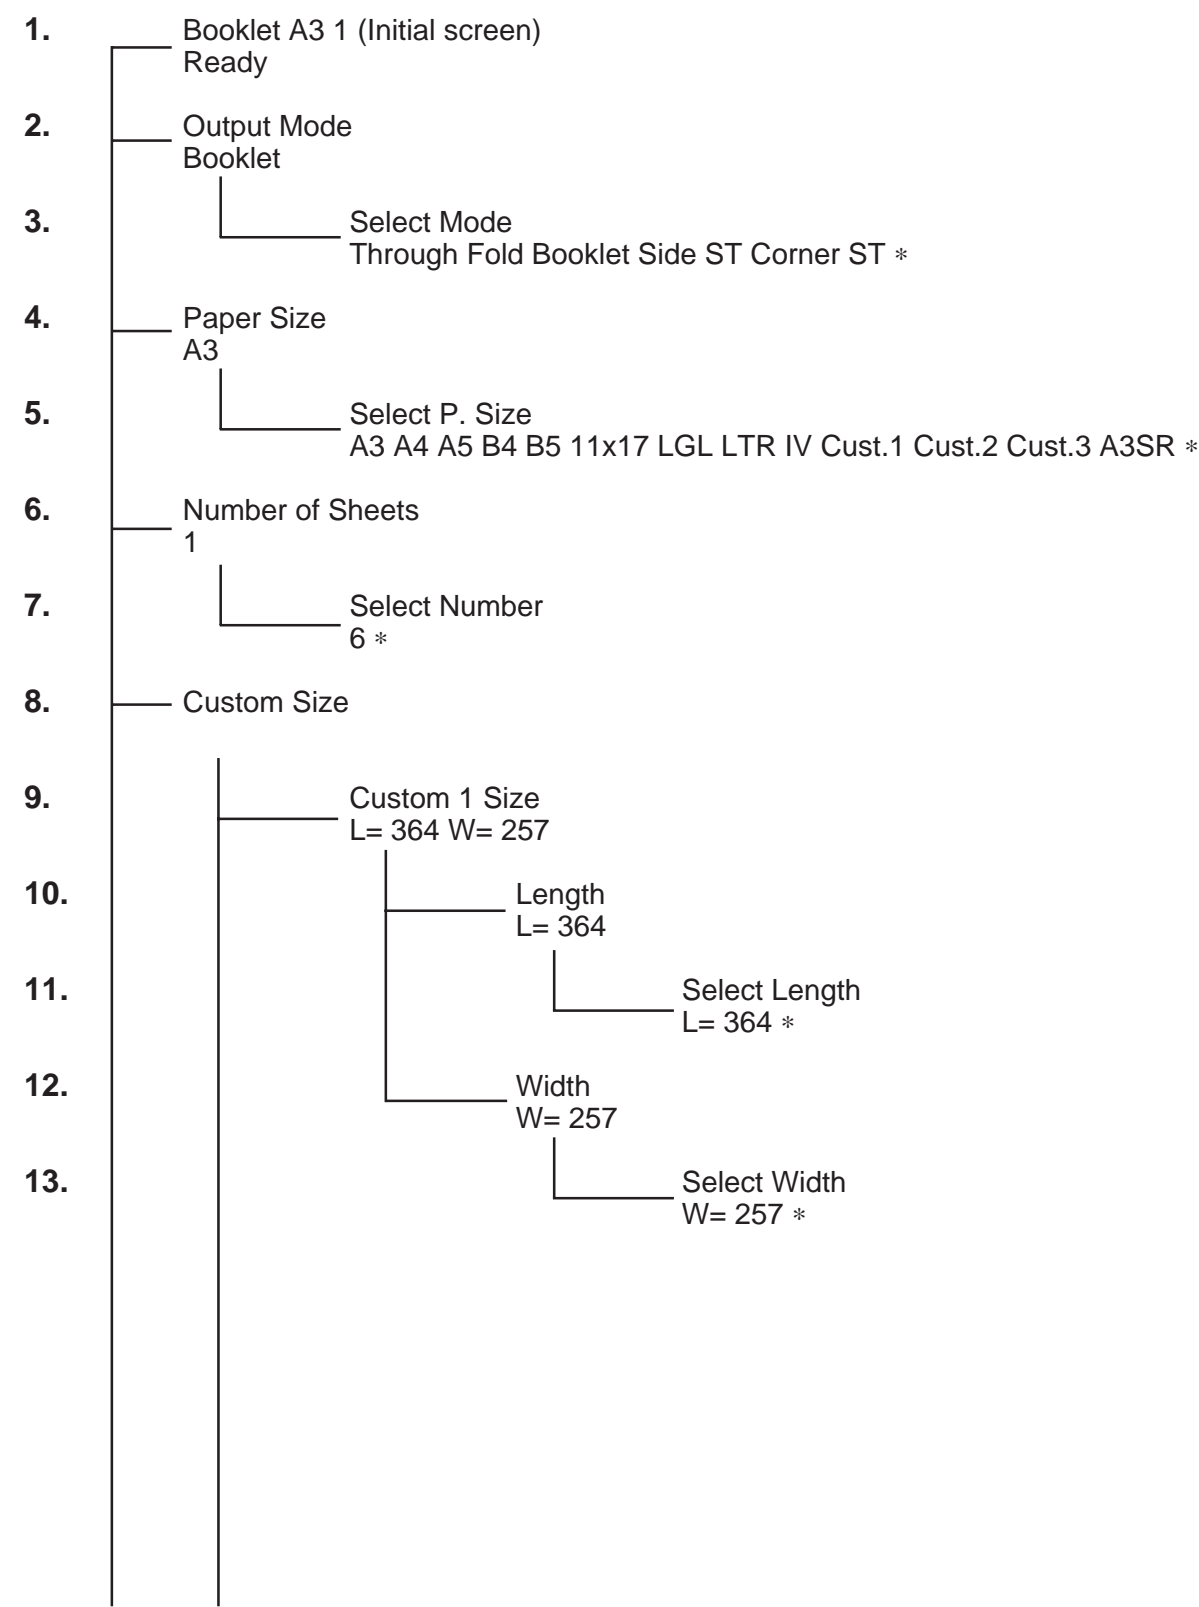 1. Booklet A3 1 (Initial screen)
Ready
2. Output Mode
Booklet
3. Select Mode
Through Fold Booklet Side ST Corner ST *
4. Paper Size
A3
5. Select P. Size
A3 A4 A5 B4 B5 11x17 LGL LTR IV Cust.1 Cust.2 Cust.3 A3SR *
6. Number of Sheets
1
7. Select Number
6 *
8. Custom Size
9. Custom 1 Size
L= 364 W= 257
10. Length
L= 364
11. Select Length
L= 364 *
12. Width
W= 257
13. Select Width
W= 257 *